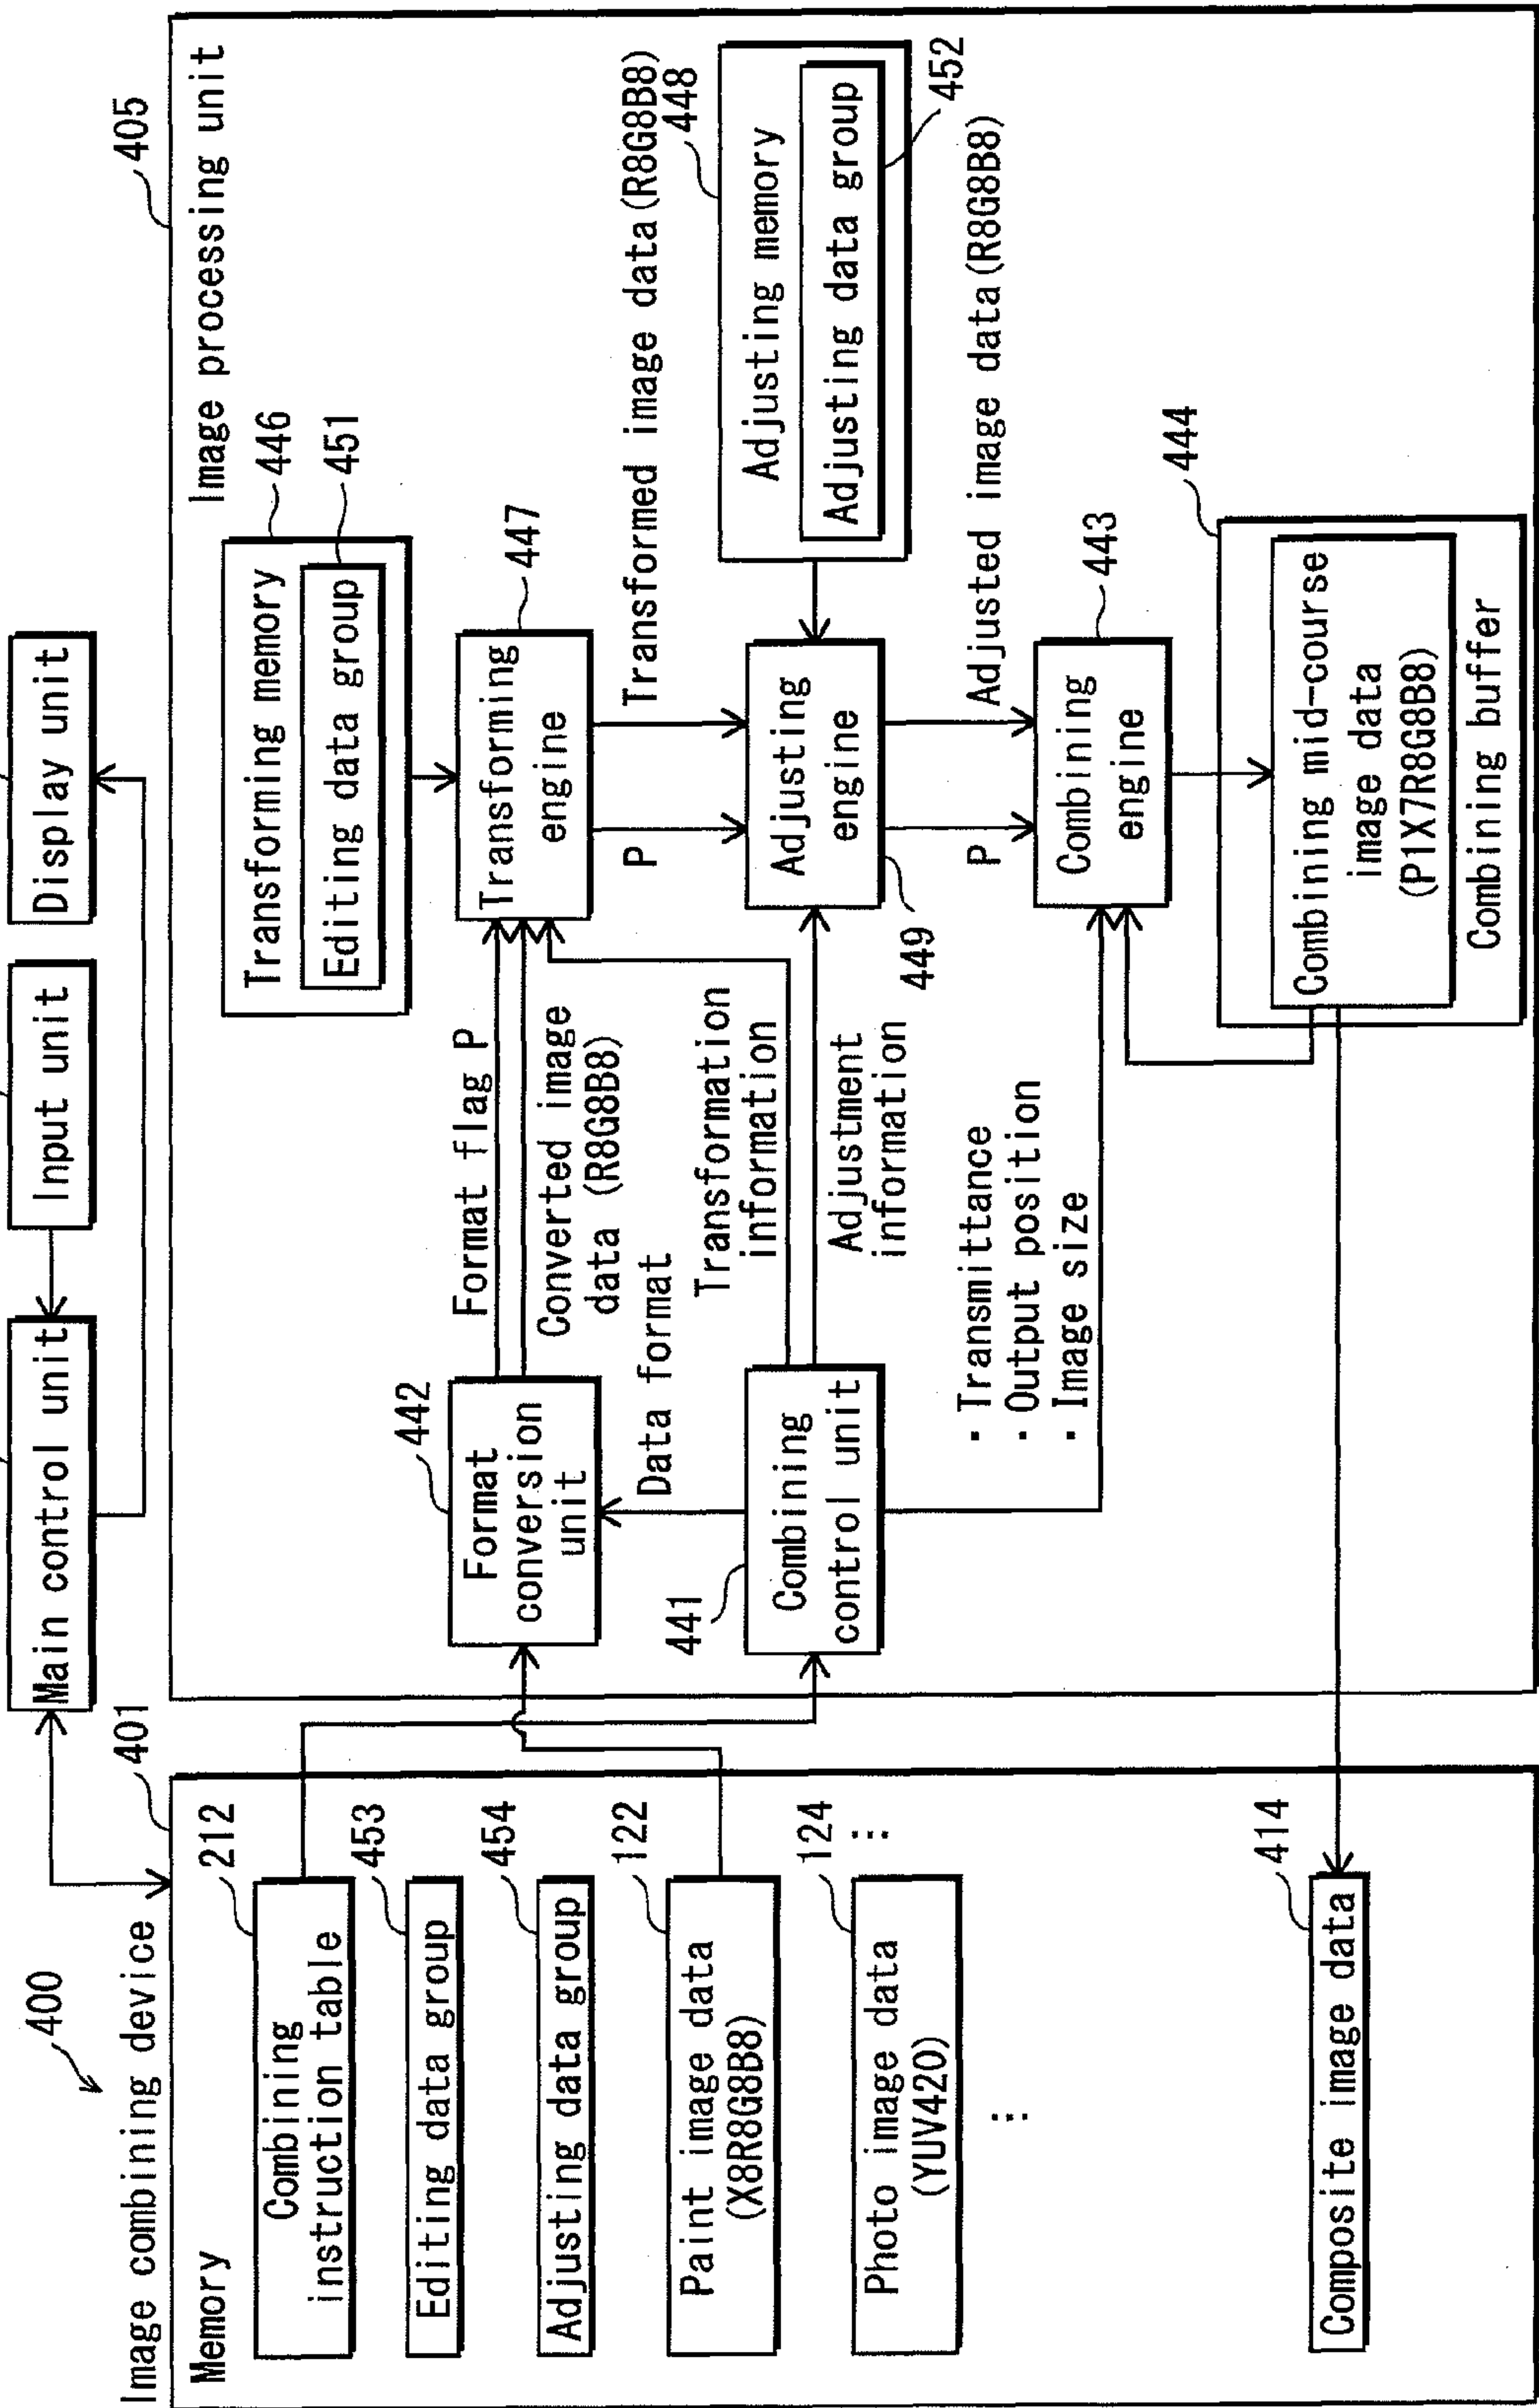 400
Image combining device
Main control unit
Input unit
Display unit
401
Memory
212
Combining
instruction table
453
Editing data group
454
Adjusting data group
122
Paint image data
(X8R8G8B8)
124
Photo image data
(YUV420)
414
Composite image data
405
Image processing unit
446
Transforming memory
451
Editing data group
442
Format
conversion
unit
Format flag P
Converted image
data (R8G8B8)
447
Transforming
engine
Data format
Transformation
information
P
Transformed image data(R8G8B8)
441
Combining
control unit
Adjustment
information
449
Adjusting
engine
448
Adjusting memory
Adjusting data group
452
P
Adjusted image data(R8G8B8)
・Transmittance
・Output position
・Image size
443
Combining
engine
444
Combining mid-course
image data
(P1X7R8G8B8)
Combining buffer